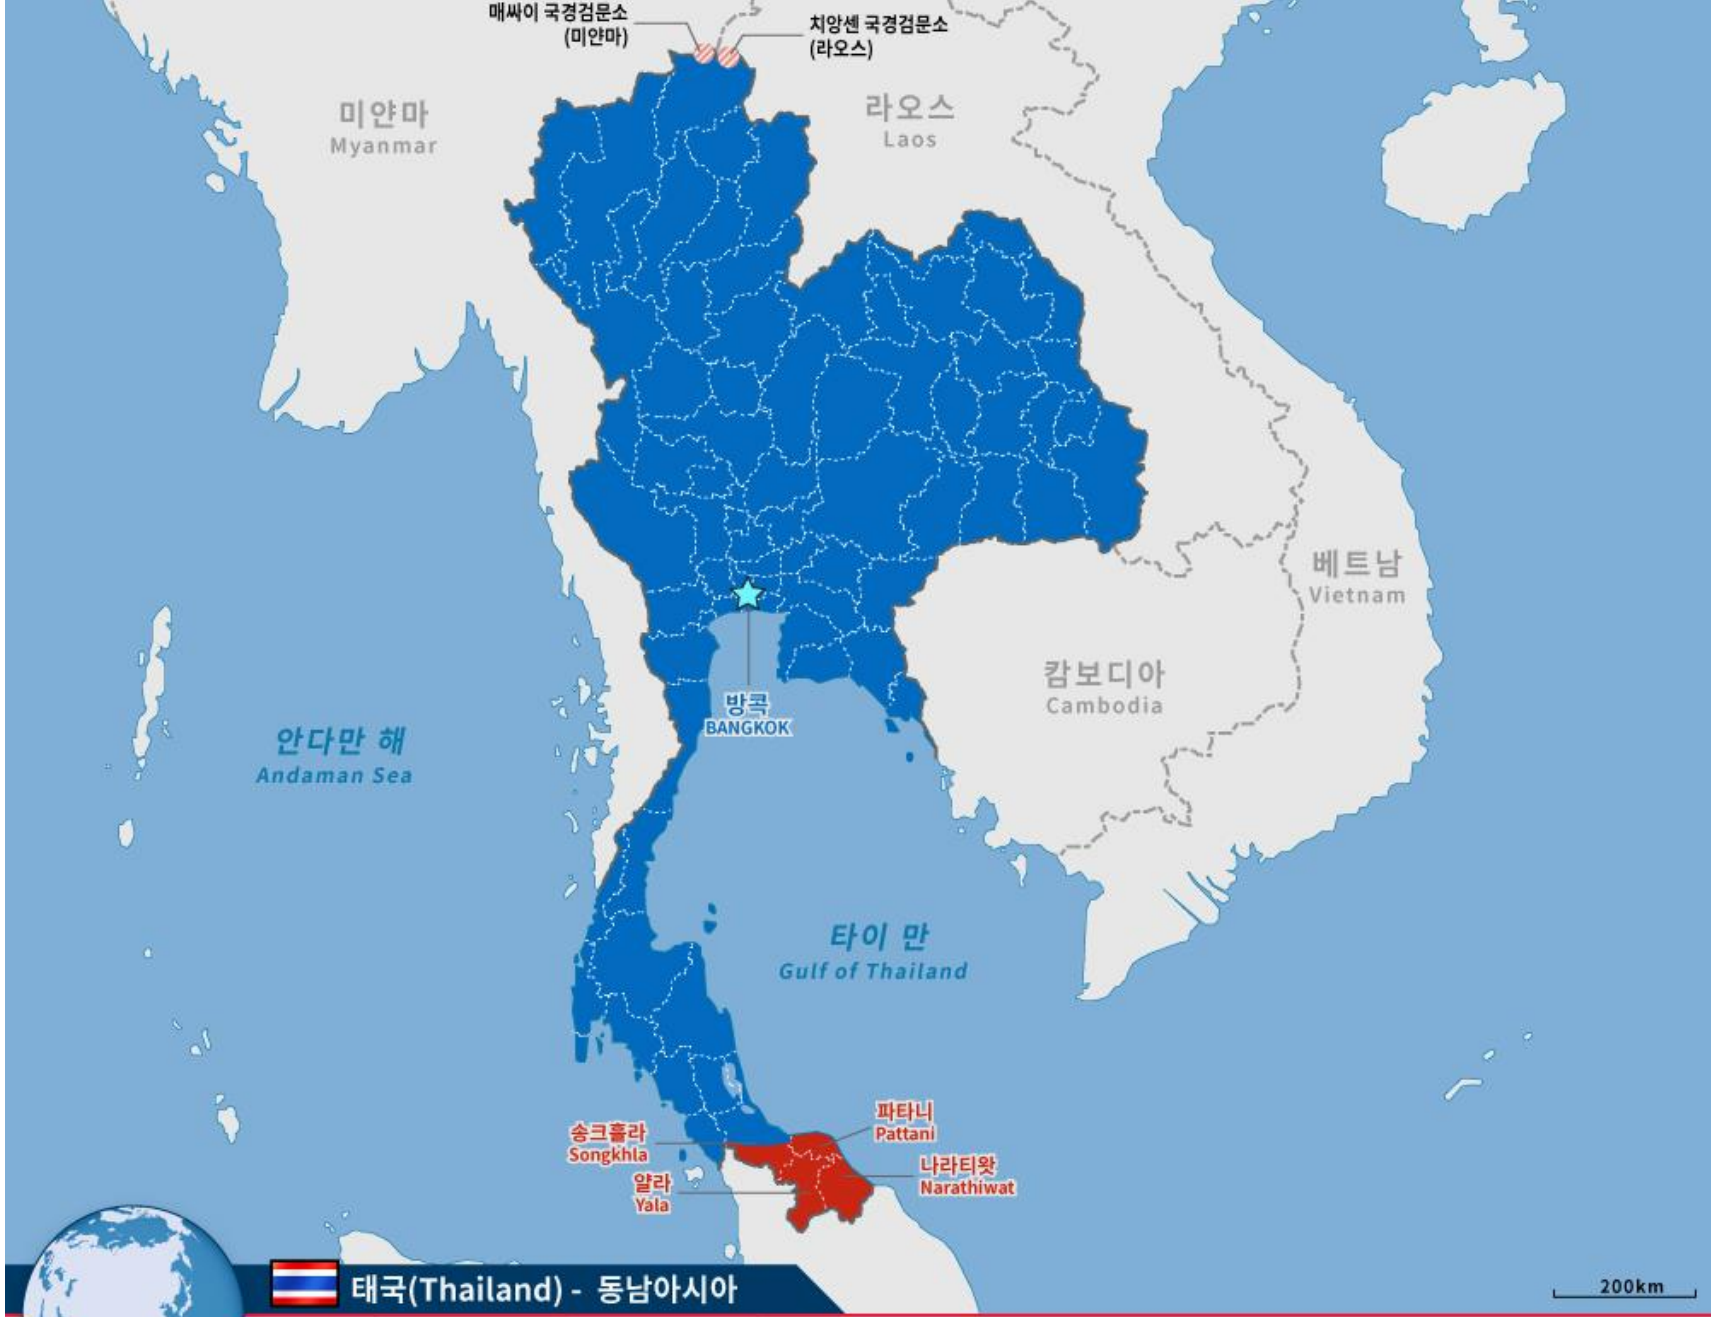 매싸이 국경검문소
(미얀마)
치앙센 국경검문소
(라오스)
미얀마
Myanmar
라오스
Laos
베트남
Vietnam
캄보디아
Cambodia
방콕
BANGKOK
안다만 해
Andaman Sea
타이 만
Gulf of Thailand
파타니
Pattani
송크흘라
Songkhla
나라티왓
Narathiwat
얄라
Yala
태국(Thailand) - 동남아시아
200km